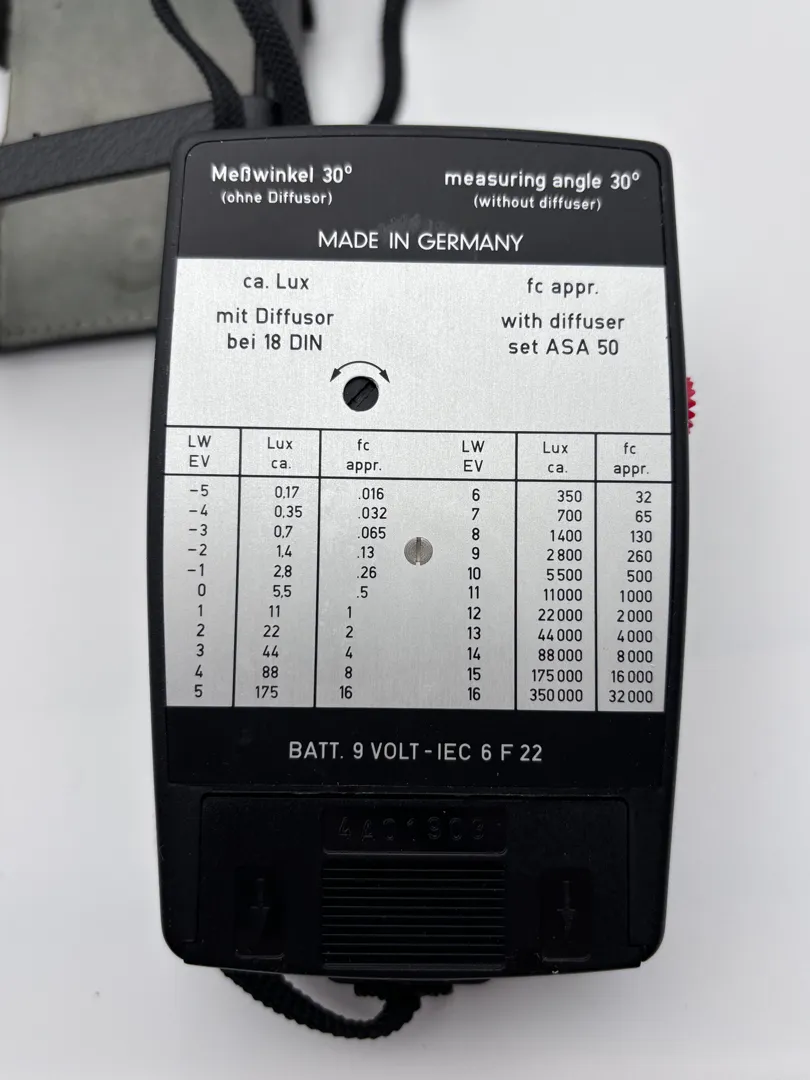 Meßwinkel 30º measuring angle 30º
(ohne Diffusor) (without diffuser)
MADE IN GERMANY
ca. Lux fc appr.
mit Diffusor with diffuser
bei 18 DIN set ASA 50
LW Lux fc LW Lux fc
EV ca. appr. EV ca. appr.
-5 0,17 .016 6 350 32
-4 0,35 .032 7 700 65
-3 0,7 .065 8 1400 130
-2 1,4 .13 9 2800 260
-1 2,8 .26 10 5500 500
0 5,5 .5 11 11000 1000
1 11 1 12 22000 2000
2 22 2 13 44000 4000
3 44 4 14 88000 8000
4 88 8 15 175000 16000
5 175 16 16 350000 32000
BATT. 9 VOLT-IEC 6 F 22